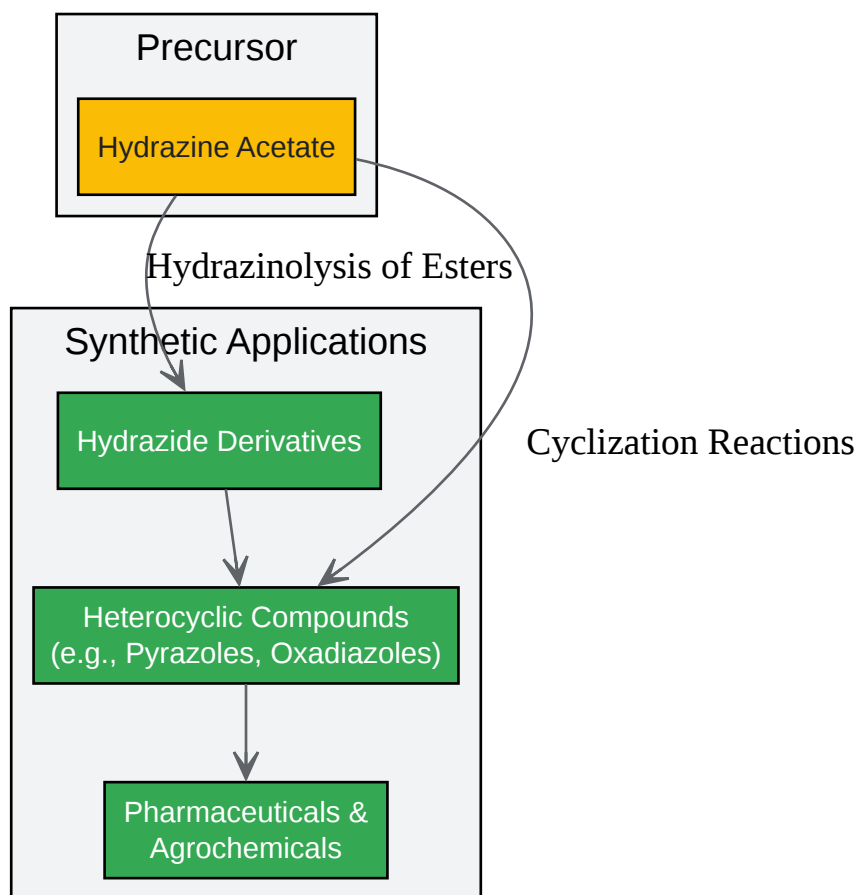 Precursor
Hydrazine Acetate
Hydrazinolysis of Esters
Synthetic Applications
Hydrazide Derivatives
Cyclization Reactions
Heterocyclic Compounds
(e.g., Pyrazoles, Oxadiazoles)
Pharmaceuticals &
Agrochemicals